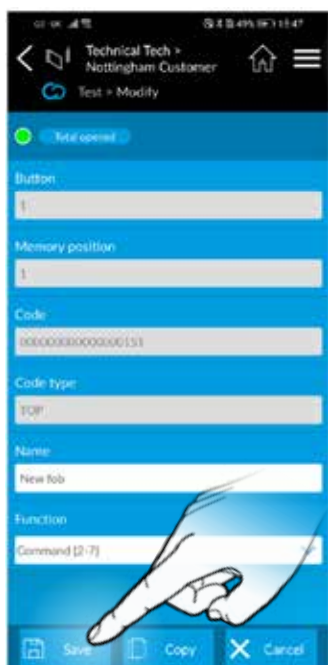 Technical Tech >
Nottingham Customer
Test > Modify
Total opened
Button
1
Memory position
1
Code
Code type
TOP
Name
New fob
Function
Command [2-7]
Save
Copy
Cancel